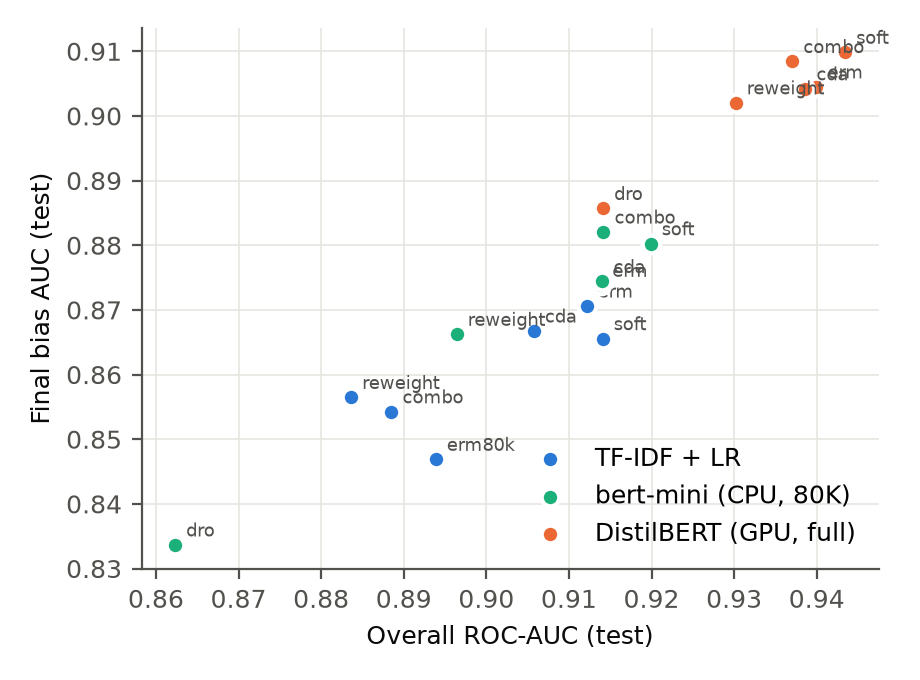 soft
combo
erm
cda
reweight
dro
combo
soft
cda
erm
erm
reweight
cda
soft
reweight
combo
erm80k
dro
TF-IDF + LR
bert-mini (CPU, 80K)
DistilBERT (GPU, full)
0.91
0.90
0.89
0.88
0.87
0.86
0.85
0.84
0.83
Final bias AUC (test)
0.86 0.87 0.88 0.89 0.90 0.91 0.92 0.93 0.94
Overall ROC-AUC (test)